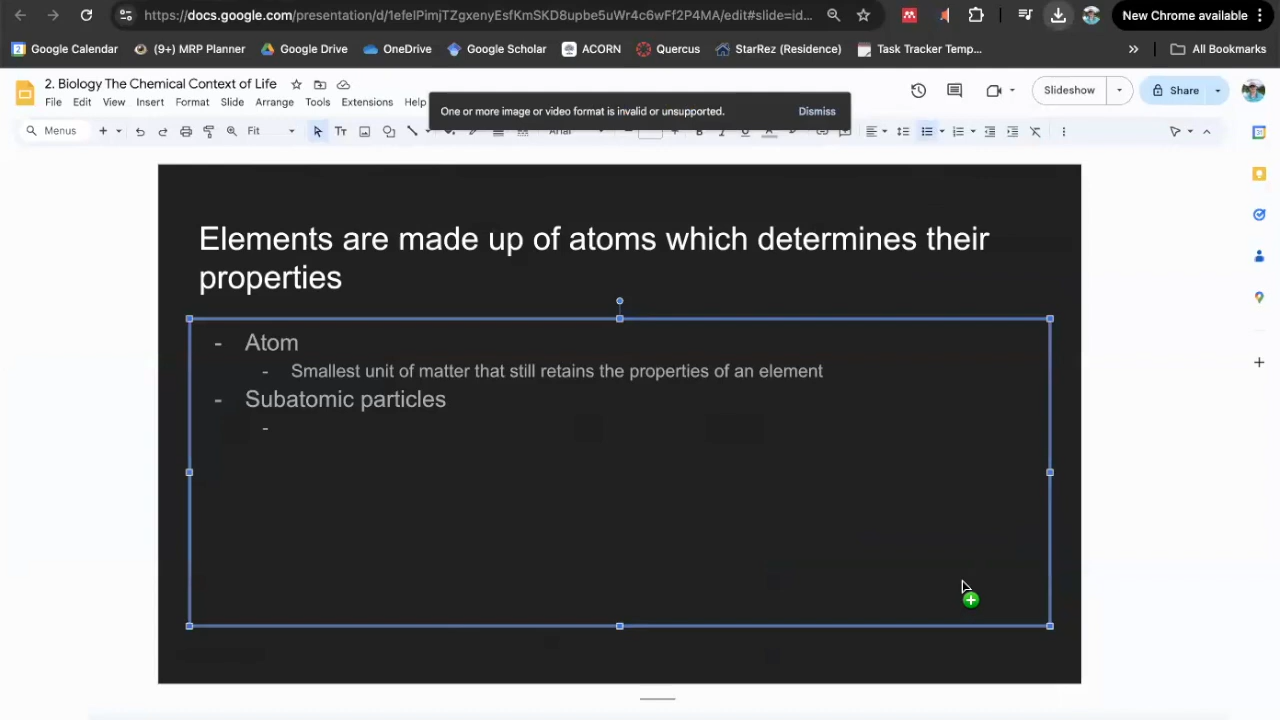 https://docs.google.com/presentation/d/1efeIPimjTZgxenyEsfKmSKD8upbe5uWr4c6wFf2P4MA/edit#slide=id...
New Chrome available
Google Calendar
(9+) MRP Planner
Google Drive
OneDrive
Google Scholar
ACORN
Quercus
StarRez (Residence)
Task Tracker Temp...
All Bookmarks
2. Biology The Chemical Context of Life
File Edit View Insert Format Slide Arrange Tools Extensions Help
One or more image or video format is invalid or unsupported.
Dismiss
Slideshow
Share
Menus
Fit
Elements are made up of atoms which determines their
properties
- Atom
- Smallest unit of matter that still retains the properties of an element
- Subatomic particles
-